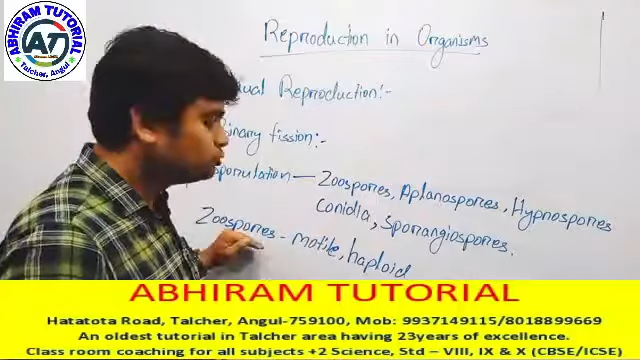 ABHIRAM TUTORIAL
AT
Talcher, Angul
Reproduction in Organisms
Reproduction:-
Binary fission:-
Zoospores, Aplanospores, Hypnospores
Conidia, Sporangiospores.
Zoospores - motile, haploid
ABHIRAM TUTORIAL
Hatatota Road, Talcher, Angul-759100, Mob: 9937149115/8018899669
An oldest tutorial in Talcher area having 23years of excellence.
Class room coaching for all subjects +2 Science, Std – VIII, IX & X (CBSE/ICSE)